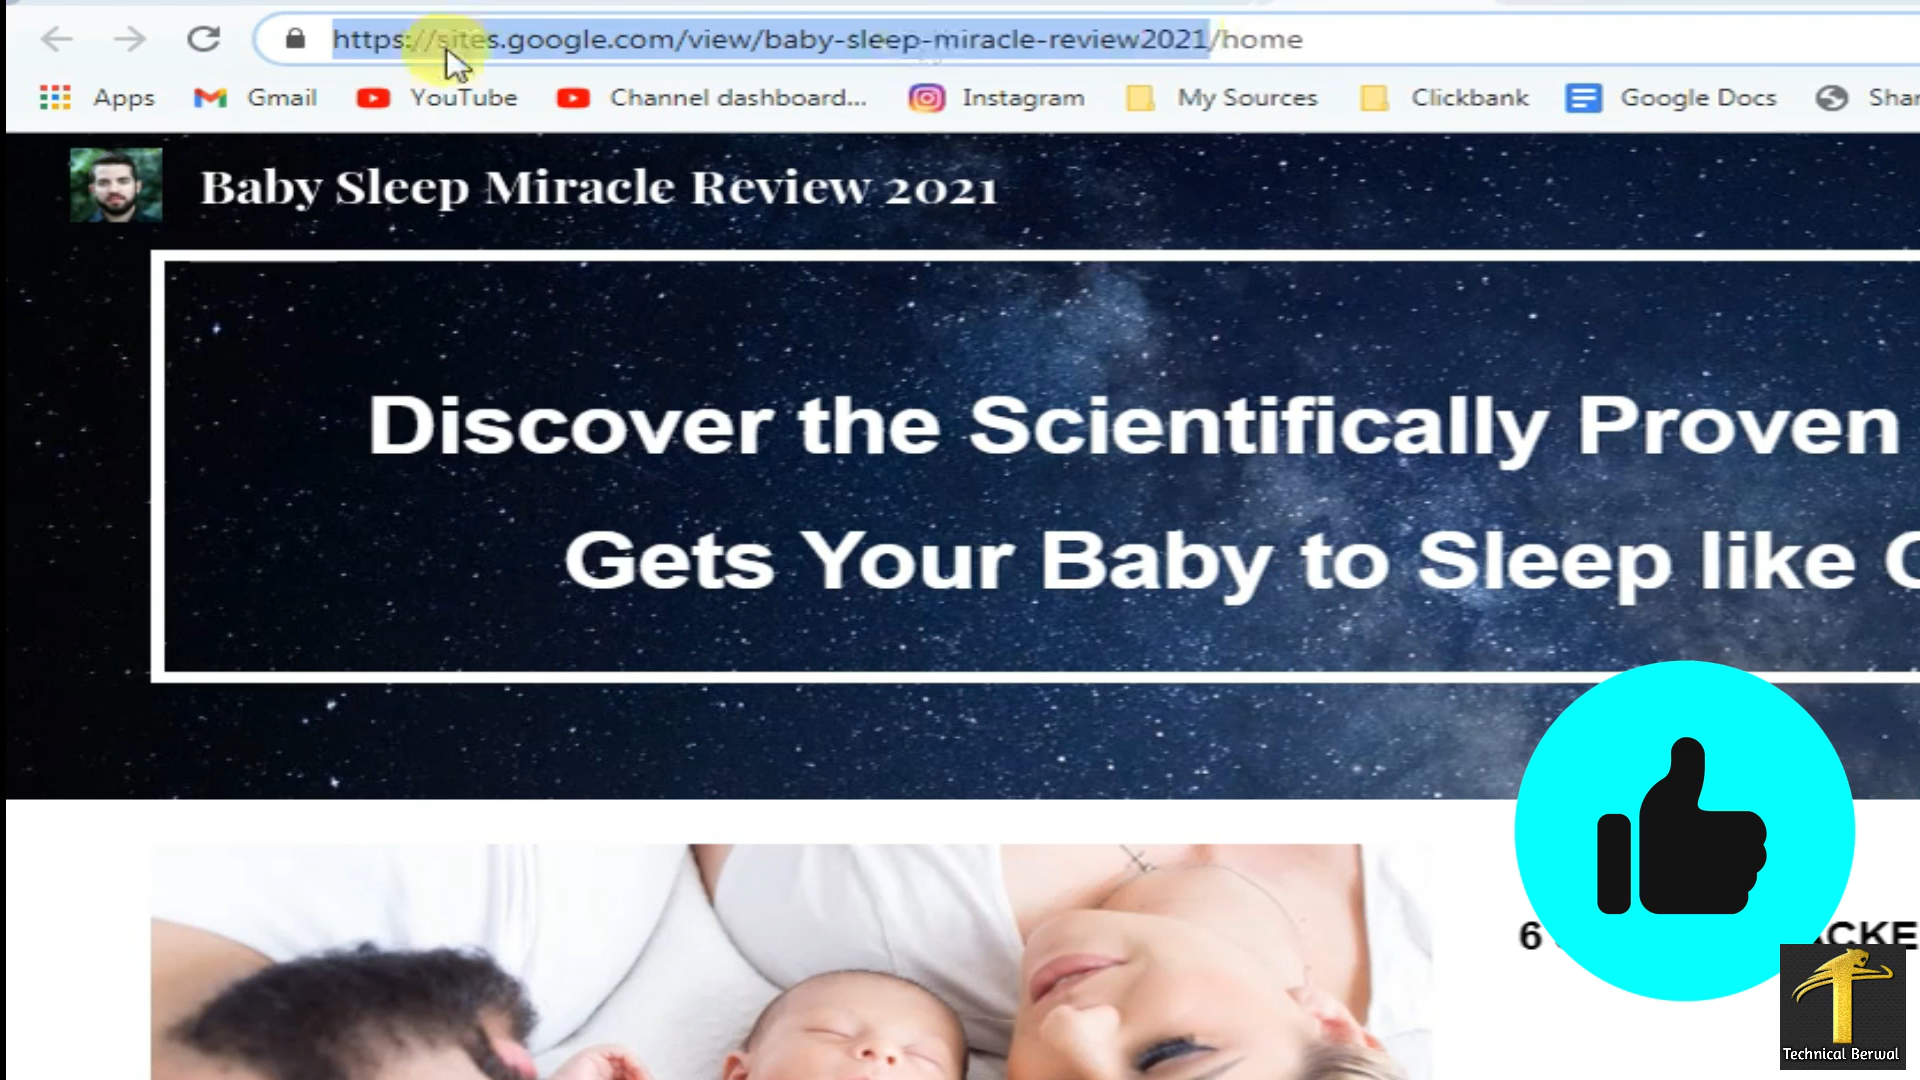 https://sites.google.com/view/baby-sleep-miracle-review2021/home
Apps Gmail YouTube Channel dashboard... Instagram My Sources Clickbank Google Docs
Baby Sleep Miracle Review 2021
Discover the Scientifically Proven
Gets Your Baby to Sleep like
6
Technical Berwal